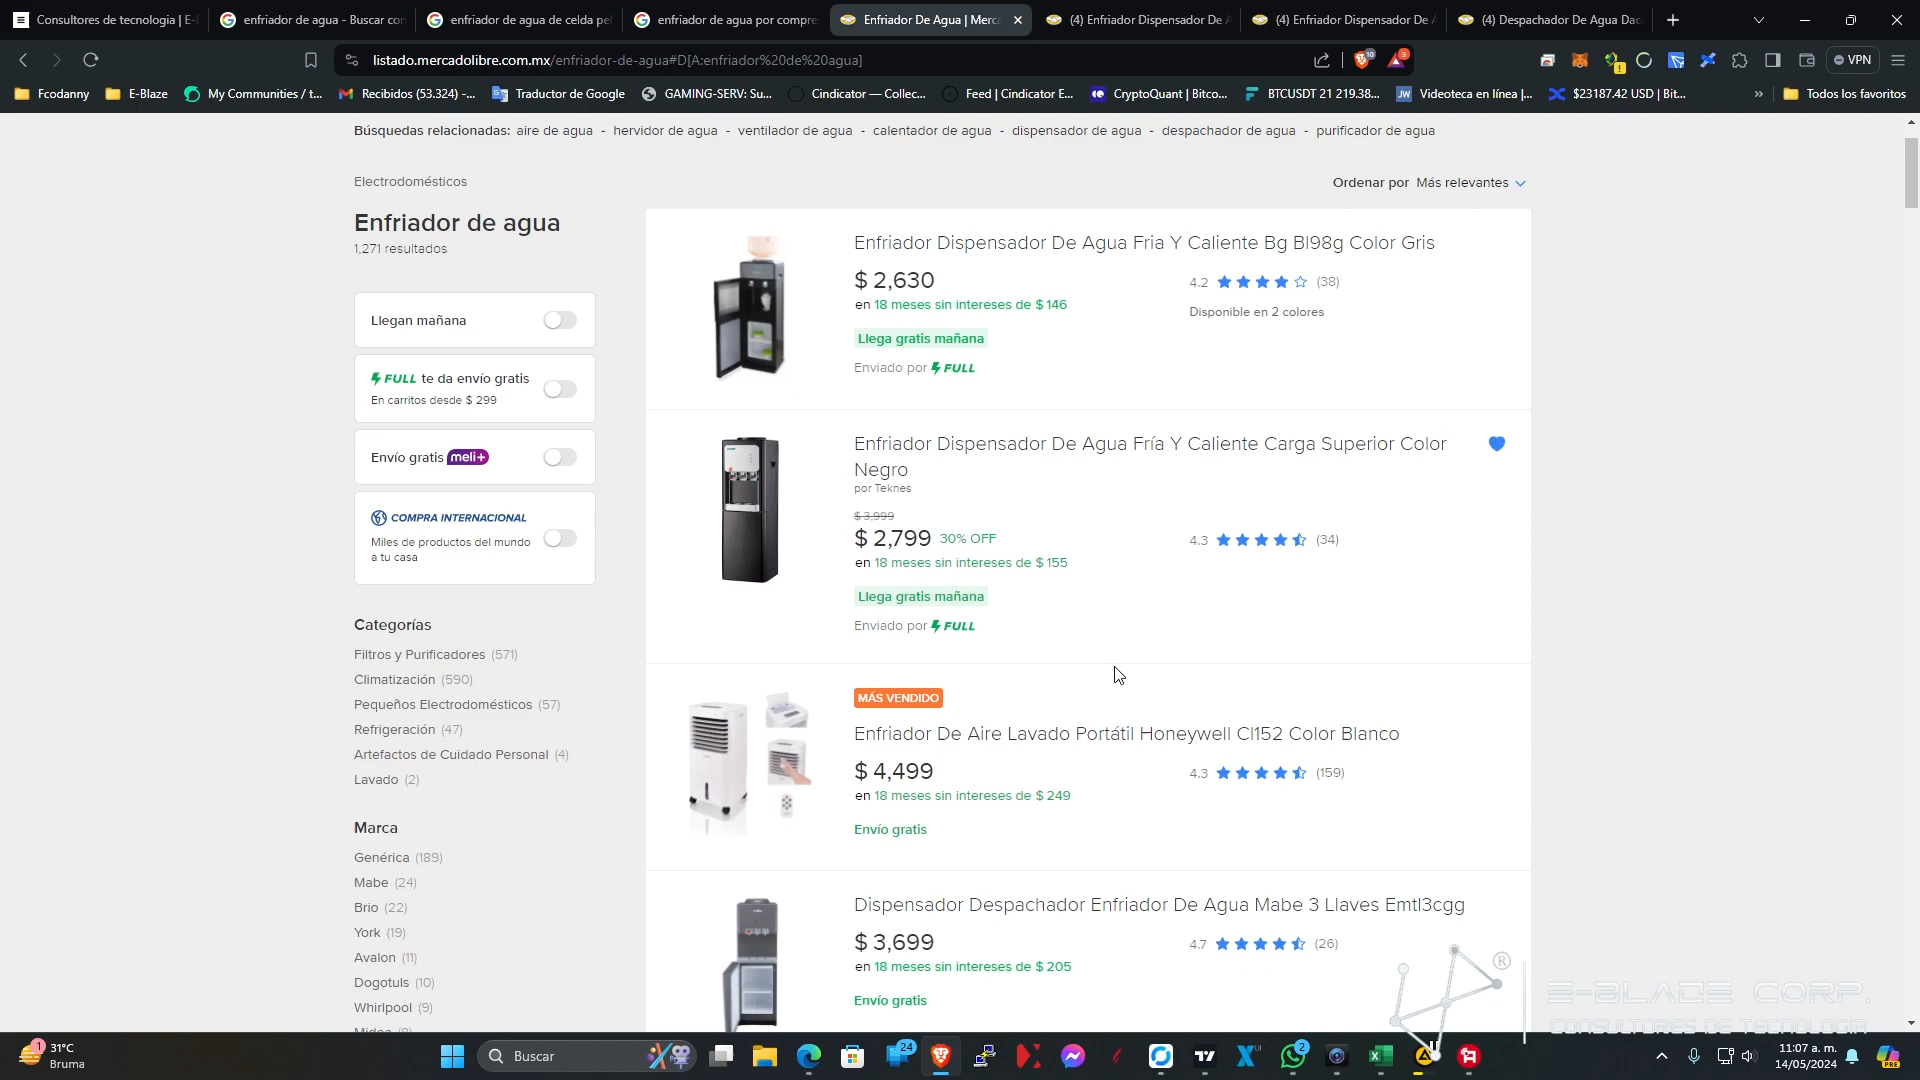 Consultores de tecnología | E-B
enfriador de agua - Buscar con
enfriador de agua de celda pel
enfriador de agua por compre
Enfriador De Agua | Merca
(4) Enfriador Dispensador De A
(4) Enfriador Dispensador De A
(4) Despachador De Agua Dac
listado.mercadolibre.com.mx/enfriador-de-agua#D[A:enfriador%20de%20agua]
10
3
VPN
Fcodanny
E-Blaze
My Communities / t...
Recibidos (53.324) -...
Traductor de Google
GAMING-SERV: Su...
Cindicator — Collec...
Feed | Cindicator E...
CryptoQuant | Bitco...
BTCUSDT 21 219.38...
JW
Videoteca en línea |...
$23187.42 USD | Bit...
»
Todos los favoritos
Búsquedas relacionadas: aire de agua - hervidor de agua - ventilador de agua - calentador de agua - dispensador de agua - despachador de agua - purificador de agua
Electrodomésticos
Ordenar por Más relevantes
Enfriador de agua
1,271 resultados
Llegan mañana
FULL te da envío gratis
En carritos desde $ 299
Envío gratis meli+
COMPRA INTERNACIONAL
Miles de productos del mundo
a tu casa
Categorías
Filtros y Purificadores (571)
Climatización (590)
Pequeños Electrodomésticos (57)
Refrigeración (47)
Artefactos de Cuidado Personal (4)
Lavado (2)
Marca
Genérica (189)
Mabe (24)
Brio (22)
York (19)
Avalon (11)
Dogotuls (10)
Whirlpool (9)
Midea (8)
Enfriador Dispensador De Agua Fria Y Caliente Bg Bl98g Color Gris
$ 2,630
en 18 meses sin intereses de $ 146
4.2
(38)
Disponible en 2 colores
Llega gratis mañana
Enviado por FULL
Enfriador Dispensador De Agua Fría Y Caliente Carga Superior Color
Negro
por Teknes
$ 3,999
$ 2,799 30% OFF
en 18 meses sin intereses de $ 155
4.3
(34)
Llega gratis mañana
Enviado por FULL
MÁS VENDIDO
Enfriador De Aire Lavado Portátil Honeywell Cl152 Color Blanco
$ 4,499
en 18 meses sin intereses de $ 249
4.3
(159)
Envío gratis
Dispensador Despachador Enfriador De Agua Mabe 3 Llaves Emtl3cgg
$ 3,699
en 18 meses sin intereses de $ 205
4.7
(26)
Envío gratis
®
E-BLADE CORP.
CONSULTORES DE TECNOLOGIA
1
31°C
Bruma
Buscar
24
2
11:07 a. m.
14/05/2024
PRE